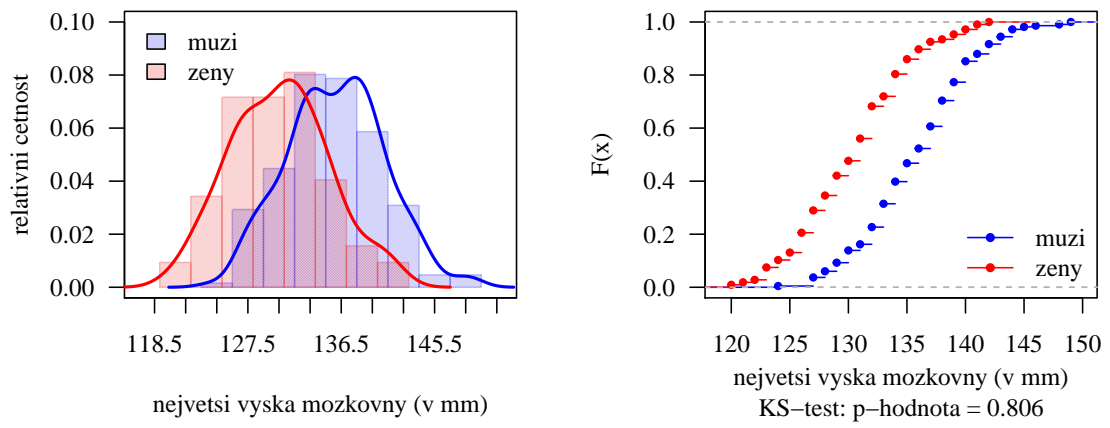 0.10
0.08
0.06
0.04
0.02
0.00
relativni cetnost
muzi
zeny
118.5 127.5 136.5 145.5
nejvetsi vyska mozkovny (v mm)
1.0
0.8
0.6
0.4
0.2
0.0
F(x)
muzi
zeny
120 125 130 135 140 145 150
nejvetsi vyska mozkovny (v mm)
KS−test: p−hodnota = 0.806